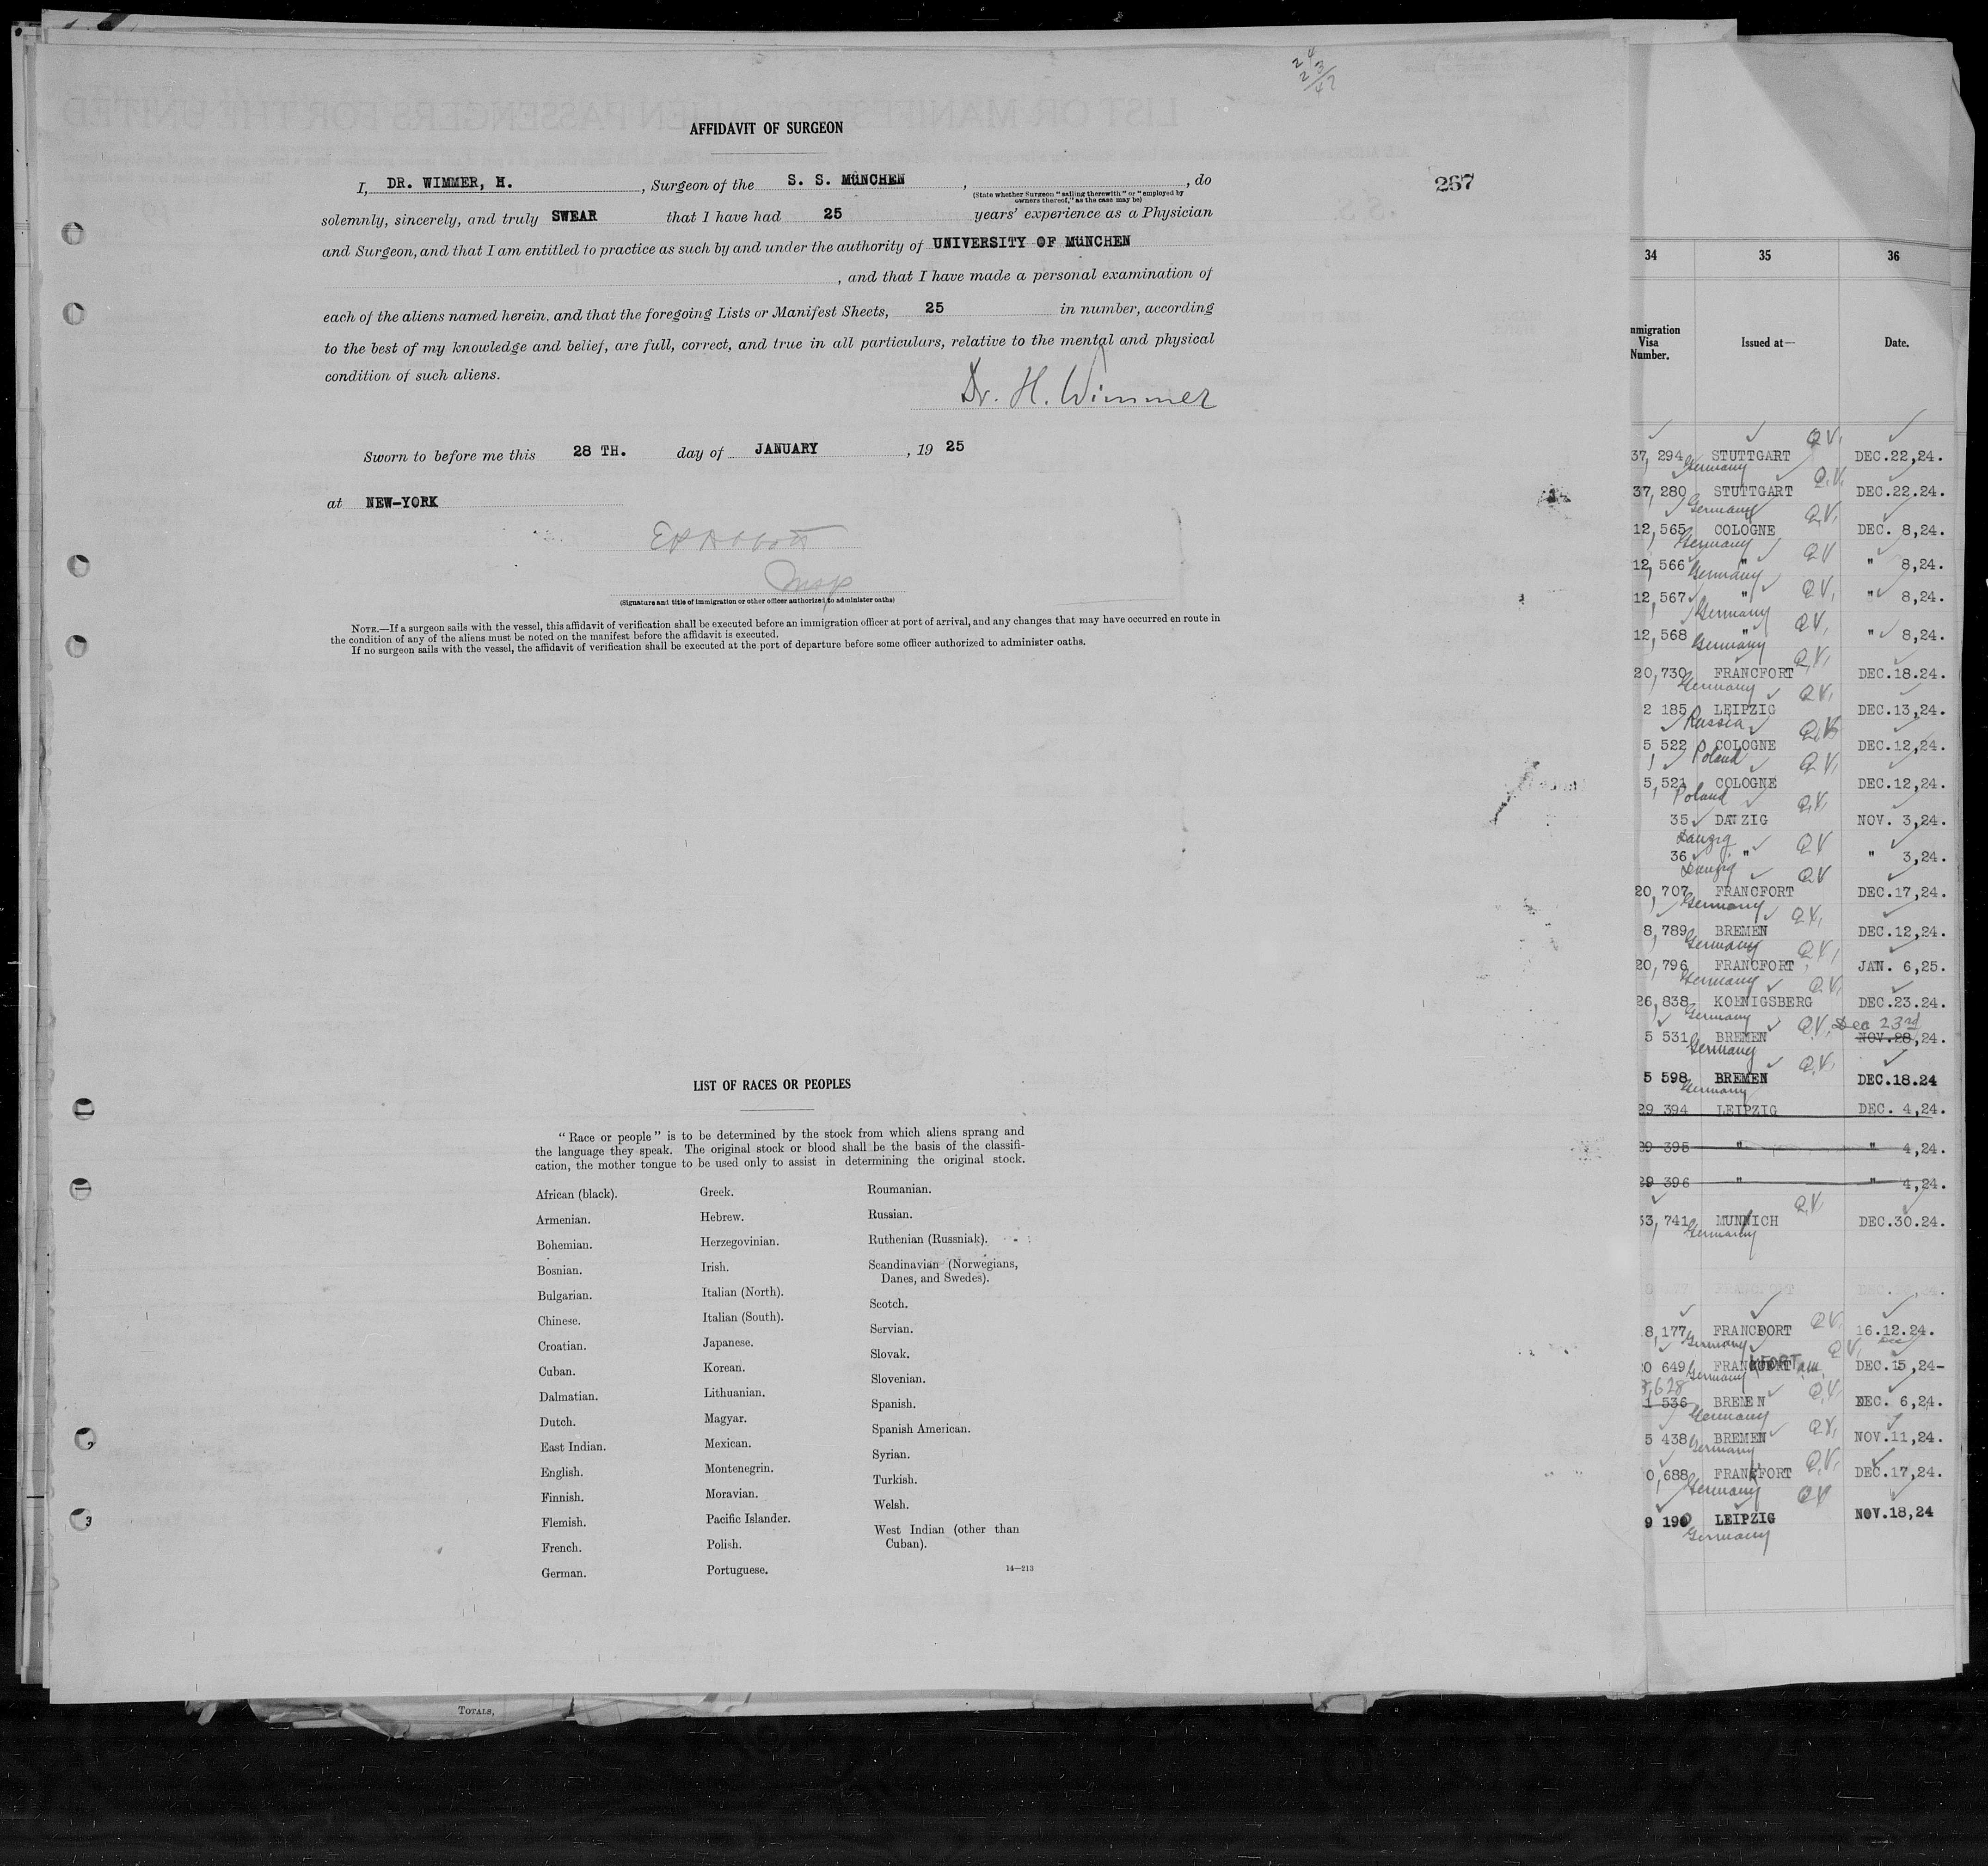 24
23
/47
AFFIDAVIT OF SURGEON
267
I, DR. WIMMER, H. , Surgeon of the S. S. MÜNCHEN , , do
(State whether Surgeon "sailing therewith" or "employed by
owners thereof," as the case may be)
solemnly, sincerely, and truly SWEAR that I have had 25 years' experience as a Physician
and Surgeon, and that I am entitled to practice as such by and under the authority of UNIVERSITY OF MÜNCHEN
, and that I have made a personal examination of
each of the aliens named herein, and that the foregoing Lists or Manifest Sheets, 25 in number, according
to the best of my knowledge and belief, are full, correct, and true in all particulars, relative to the mental and physical
condition of such aliens.
Dr. H. Wimmer
Sworn to before me this 28 TH. day of JANUARY , 19 25
at NEW-YORK
Insp
(Signature and title of immigration or other officer authorized to administer oaths)
NOTE.—If a surgeon sails with the vessel, this affidavit of verification shall be executed before an immigration officer at port of arrival, and any changes that may have occurred en route in
the condition of any of the aliens must be noted on the manifest before the affidavit is executed.
If no surgeon sails with the vessel, the affidavit of verification shall be executed at the port of departure before some officer authorized to administer oaths.
LIST OF RACES OR PEOPLES
"Race or people" is to be determined by the stock from which aliens sprang and
the language they speak. The original stock or blood shall be the basis of the classifi-
cation, the mother tongue to be used only to assist in determining the original stock.
African (black).
Armenian.
Bohemian.
Bosnian.
Bulgarian.
Chinese.
Croatian.
Cuban.
Dalmatian.
Dutch.
East Indian.
English.
Finnish.
Flemish.
French.
German.
Greek.
Hebrew.
Herzegovinian.
Irish.
Italian (North).
Italian (South).
Japanese.
Korean.
Lithuanian.
Magyar.
Mexican.
Montenegrin.
Moravian.
Pacific Islander.
Polish.
Portuguese.
Roumanian.
Russian.
Ruthenian (Russniak).
Scandinavian (Norwegians,
Danes, and Swedes).
Scotch.
Servian.
Slovak.
Slovenian.
Spanish.
Spanish American.
Syrian.
Turkish.
Welsh.
West Indian (other than
Cuban).
14—213
TOTALS,
34 35 36
mmigration
Visa
Number.
Issued at—
Date.
37,294 STUTTGART Q.V. DEC.22,24.
Germany
37,280 STUTTGART Q.V. DEC.22.24.
Germany
12,565 COLOGNE Q.V. DEC. 8,24.
Germany
12,566 " Q.V " 8,24.
Germany
12,567 " Q.V. " 8,24.
Germany
12,568 " Q.V. " 8,24.
Germany
20,730 FRANCFORT Q.V. DEC.18.24.
Germany
2 185 LEIPZIG Q.V. DEC.13,24.
Russia
5 522 COLOGNE Q.V. DEC.12,24.
Poland
5,521 COLOGNE Q.V. DEC.12,24.
Poland
35 DANZIG Q.V. NOV. 3,24.
Danzig
36 " Q.V " 3,24.
Danzig
20,707 FRANCFORT Q.V DEC.17,24.
Germany
8,789 BREMEN Q.V. DEC.12,24.
Germany
20,796 FRANCFORT Q.V. JAN. 6,25.
Germany
26,838 KOENIGSBERG Q.V. DEC.23.24.
Germany
Dec 23rd
5 531 BREMEN Q.V. NOV.28,24.
Germany
5 598 BREMEN Q.V. DEC.18.24
Germany
29 394 LEIPZIG DEC. 4,24.
29 395 " " 4,24.
29 396 " " 4,24.
33,741 MUNNICH Q.V DEC.30.24.
Germany
8,177 FRANCFORT Q.V. 16.12.24.
Germany Dec
0 649 FRANKFORT a.m. Q.V. DEC.15,24-
Germany
8,628
1 536 BREMEN Q.V. DEC. 6,24.
Germany
5 438 BREMEN Q.V. NOV.11,24.
Germany
0,688 FRANKFORT Q.V. DEC.17,24.
Germany
9 190 LEIPZIG Q.V NOV.18,24
Germany